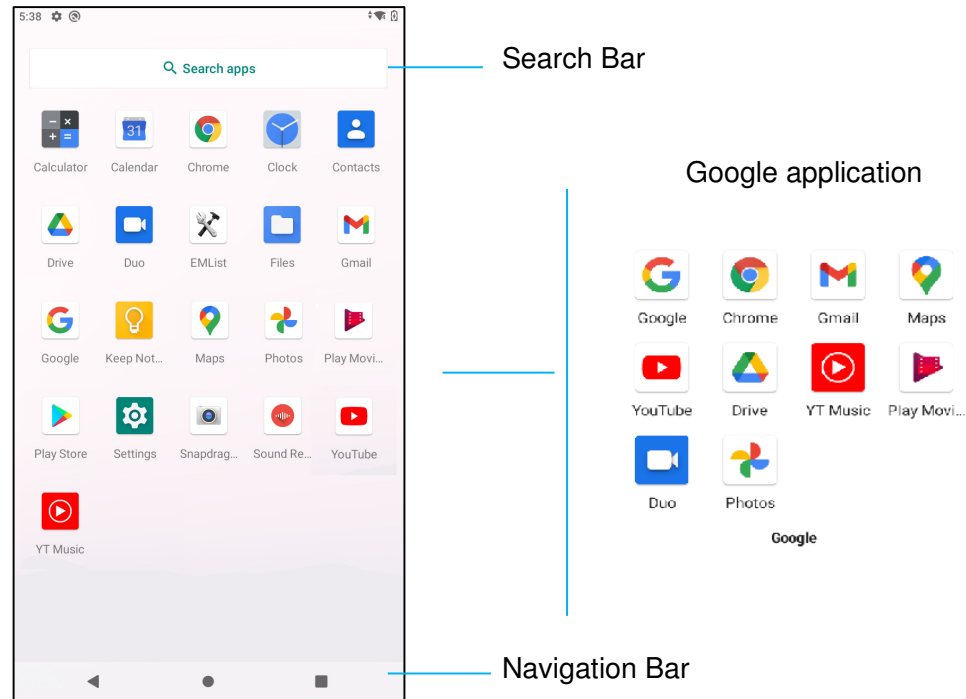 5:38
Search apps
Search Bar
31
Calculator Calendar Chrome Clock Contacts
Drive Duo EMList Files Gmail
Google Keep Not... Maps Photos Play Movi...
Play Store Settings Snapdrag... Sound Re... YouTube
YT Music
Google application
Google Chrome Gmail Maps
YouTube Drive YT Music Play Movi...
Duo Photos
Google
Navigation Bar